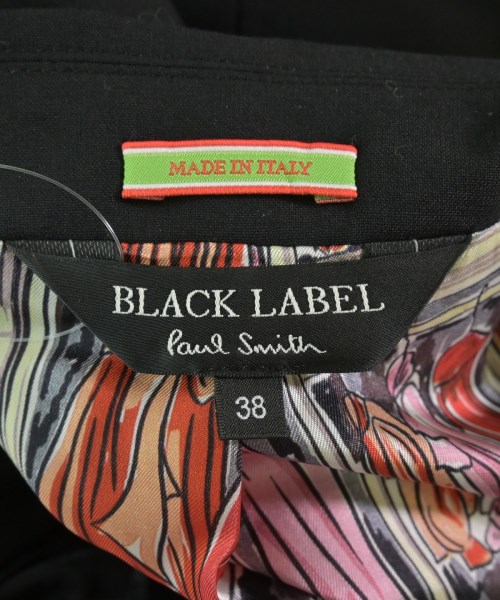 MADE IN ITALY
BLACK LABEL
Paul Smith
38